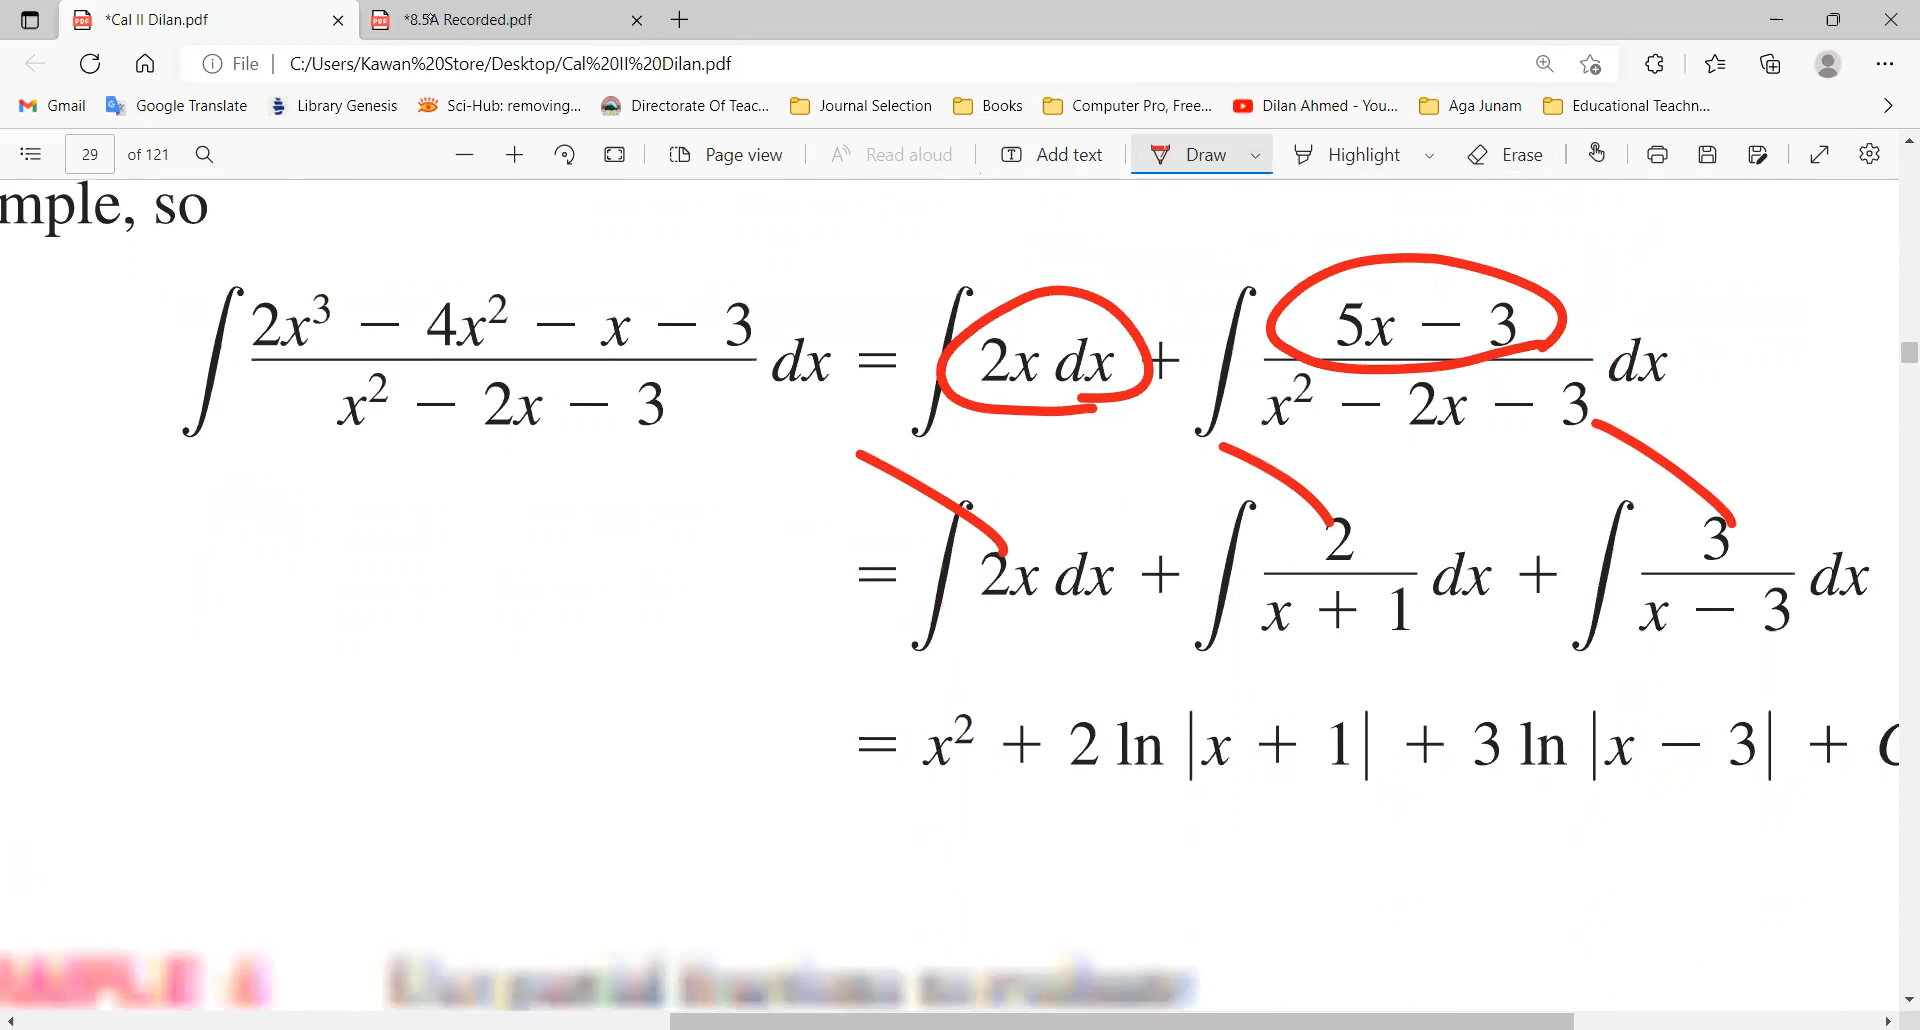 *Cal II Dilan.pdf
*8.5A Recorded.pdf
File C:/Users/Kawan%20Store/Desktop/Cal%20II%20Dilan.pdf
Gmail Google Translate Library Genesis Sci-Hub: removing... Directorate Of Teac... Journal Selection Books Computer Pro, Free... Dilan Ahmed - You... Aga Junam Educational Teachn...
29 of 121 Page view Read aloud Add text Draw Highlight Erase
mple, so
∫ (2x³ − 4x² − x − 3)/(x² − 2x − 3) dx = ∫ 2x dx + ∫ (5x − 3)/(x² − 2x − 3) dx
= ∫ 2x dx + ∫ 2/(x + 1) dx + ∫ 3/(x − 3) dx
= x² + 2 ln |x + 1| + 3 ln |x − 3| +